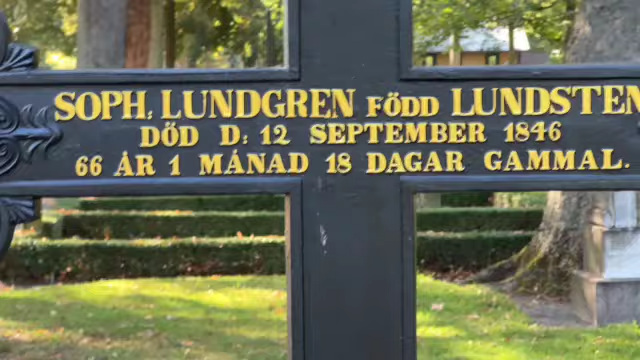 SOPH: LUNDGREN FÖDD LUNDSTEN
DÖD D: 12 SEPTEMBER 1846
66 ÅR 1 MÅNAD 18 DAGAR GAMMAL.